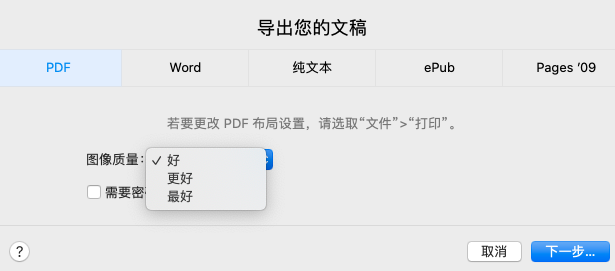 导出您的文稿
PDF Word 纯文本 ePub Pages ’09
若要更改 PDF 布局设置，请选取“文件”>“打印”。
图像质量： ✓ 好
更好
需要密
最好
? 取消 下一步...